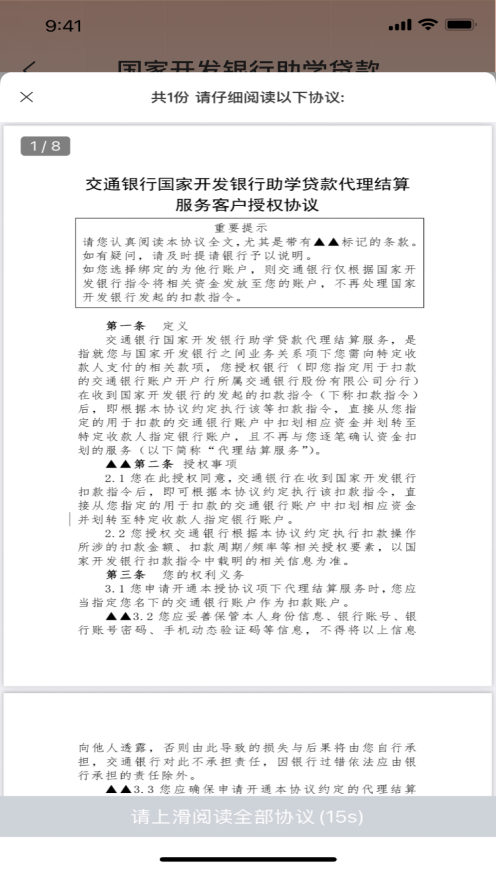 9:41
国家开发银行助学贷款
共1份 请仔细阅读以下协议:
1/8
交通银行国家开发银行助学贷款代理结算
服务客户授权协议
重要提示
请您认真阅读本协议全文,尤其是带有▲▲标记的条款。
如有疑问，请及时提请银行予以说明。
如您选择绑定的为他行账户，则交通银行仅根据国家开
发银行指令将相关资金发放至您的账户，不再处理国家
开发银行发起的扣款指令。
第一条 定义
交通银行国家开发银行助学贷款代理结算服务，是
指就您与国家开发银行之间业务关系项下您需向特定收
款人支付的相关款项，您授权银行（即您指定用于扣款
的交通银行账户开户行所属交通银行股份有限公司分行）
在收到国家开发银行的发起的扣款指令（下称扣款指令）
后，即根据本协议约定执行该等扣款指令，直接从您指
定的用于扣款的交通银行账户中扣划相应资金并划转至
特定收款人指定银行账户，且不再与您逐笔确认资金扣
划的服务（以下简称“代理结算服务”）。
▲▲第二条 授权事项
2.1 您在此授权同意,交通银行在收到国家开发银行
扣款指令后，即可根据本协议约定执行该扣款指令，直
接从您指定的用于扣款的交通银行账户中扣划相应资金
并划转至特定收款人指定银行账户。
2.2 您授权交通银行根据本协议约定执行扣款操作
所涉的扣款金额、扣款周期/频率等相关授权要素，以国
家开发银行扣款指令中载明的相关信息为准。
第三条 您的权利义务
3.1 您申请开通本授协议项下代理结算服务时,您应
当指定您名下的交通银行账户作为扣款账户。
▲▲3.2 您应妥善保管本人身份信息、银行账号、银
行账号密码、手机动态验证码等信息，不得将以上信息
向他人透露，否则由此导致的损失与后果将由您自行承
担，交通银行对此不承担责任，因银行过错依法应由银
行承担的责任除外。
▲▲3.3 您应确保申请开通本协议约定的代理结算
请上滑阅读全部协议 (15s)